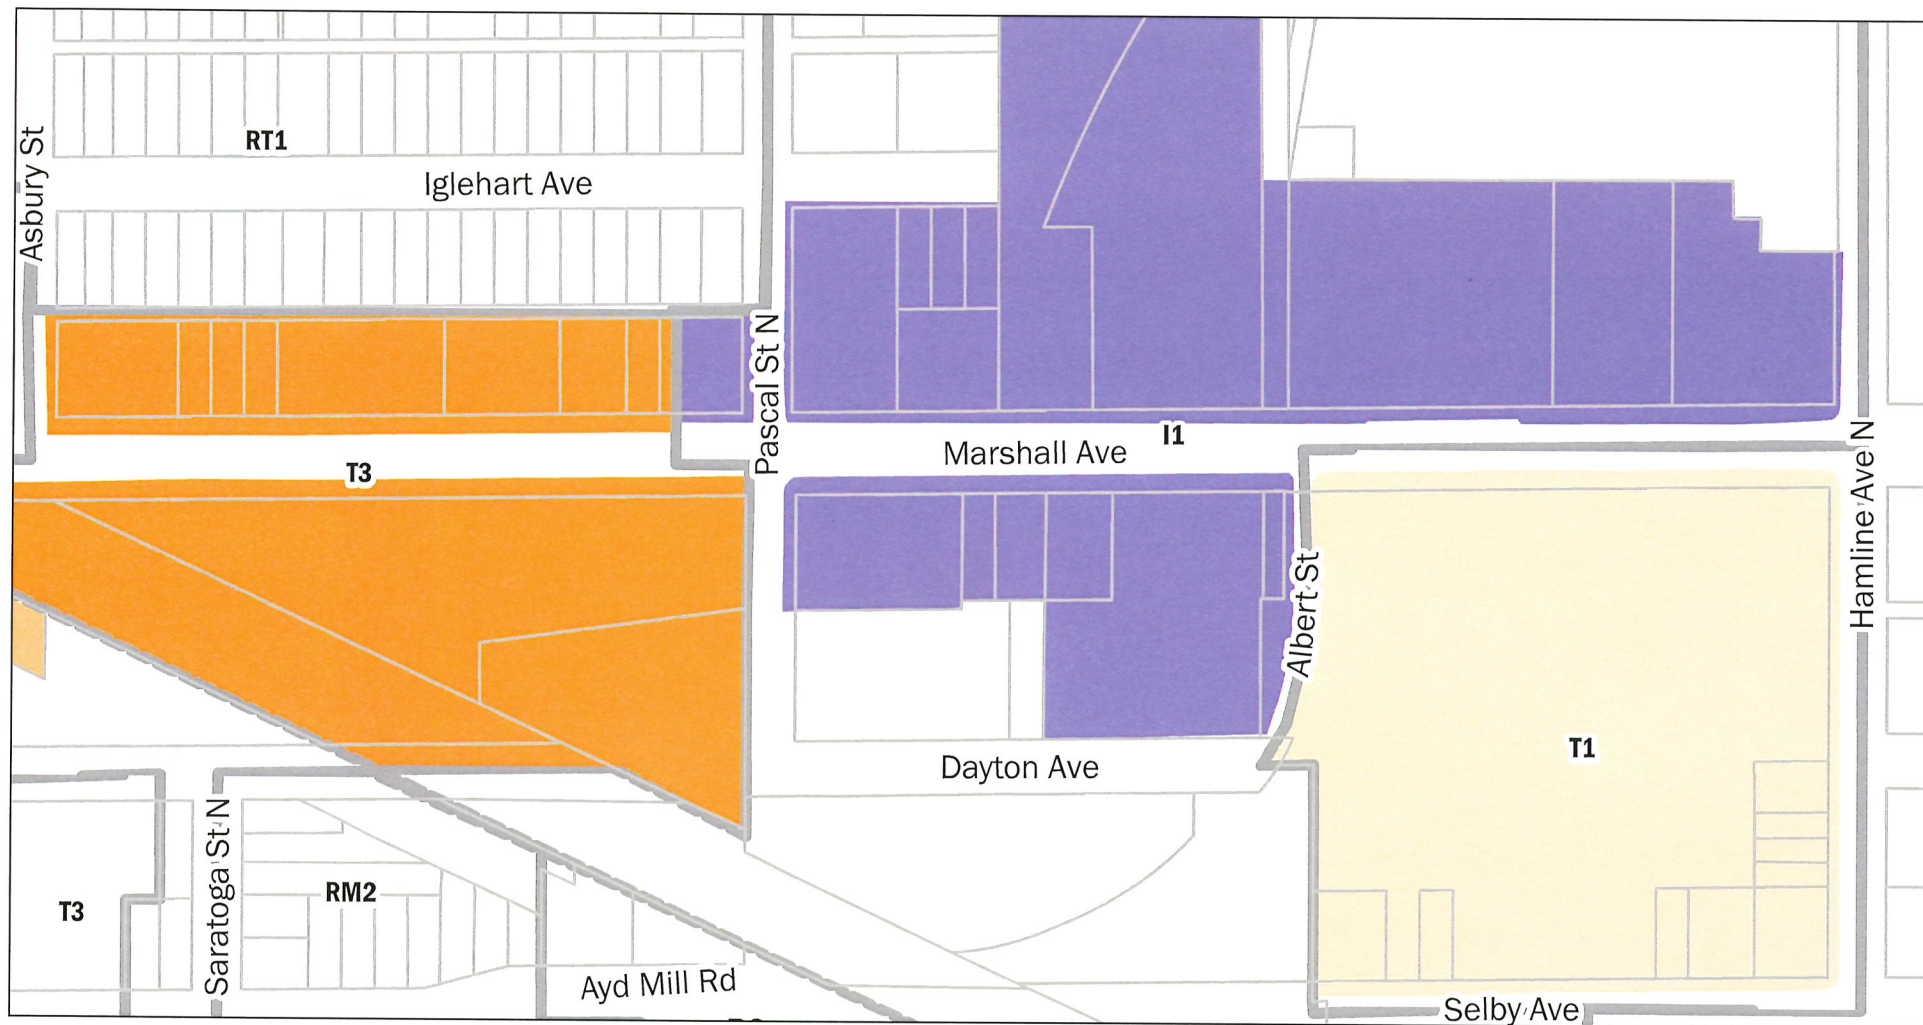 Asbury St
RT1
Iglehart Ave
Pascal St N
I1
Marshall Ave
T3
Hamline Ave N
Albert St
T1
Dayton Ave
Saratoga St N
RM2
T3
Ayd Mill Rd
Selby Ave